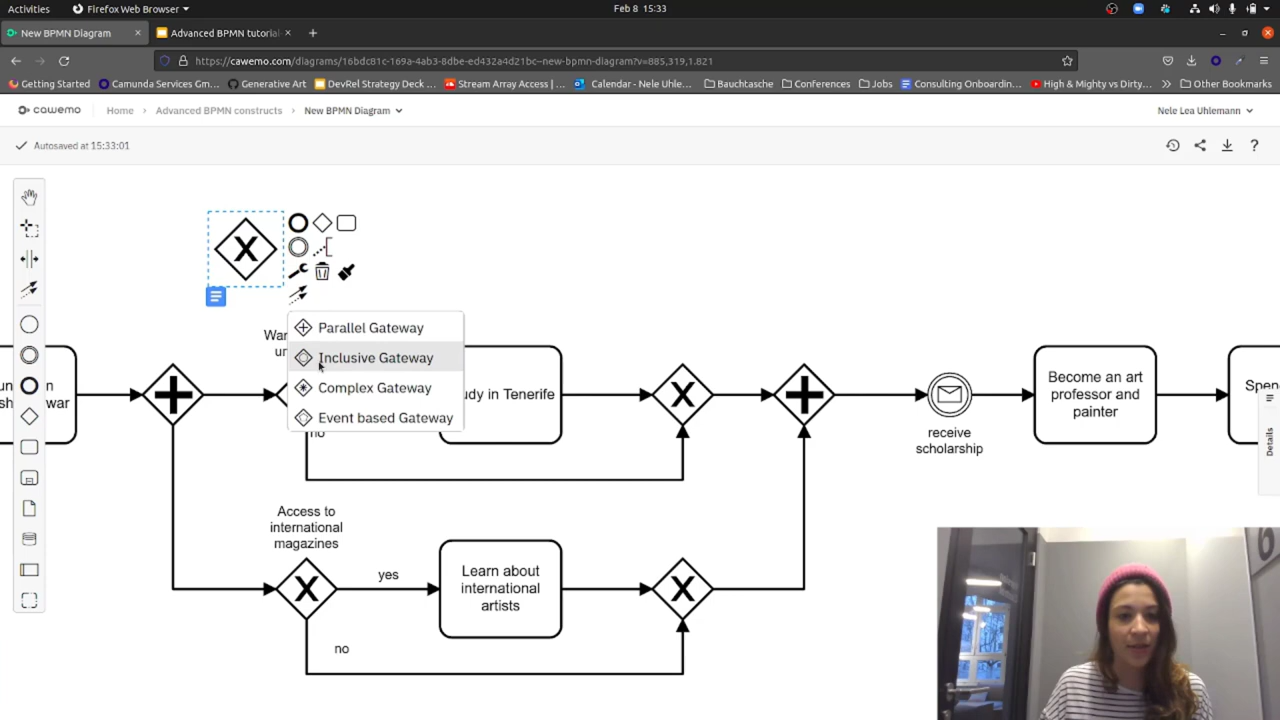 Activities
Firefox Web Browser
Feb 8 15:33
New BPMN Diagram
Advanced BPMN tutorial
https://cawemo.com/diagrams/16bdc81c-169a-4ab3-8dbe-ed432a4d21bc--new-bpmn-diagram?v=885,319,1.821
Getting Started
Camunda Services Gm...
Generative Art
DevRel Strategy Deck ...
Stream Array Access | ...
Calendar - Nele Uhle...
Bauchtasche
Conferences
Jobs
Consulting Onboardin...
High & Mighty vs Dirty...
Other Bookmarks
cawemo
Home
Advanced BPMN constructs
New BPMN Diagram
Nele Lea Uhlemann
Autosaved at 15:33:01
?
X
Parallel Gateway
Inclusive Gateway
Complex Gateway
Event based Gateway
war
no
udy in Tenerife
X
receive
scholarship
Become an art
professor and
painter
Details
Access to
international
magazines
X
yes
Learn about
international
artists
X
no
6